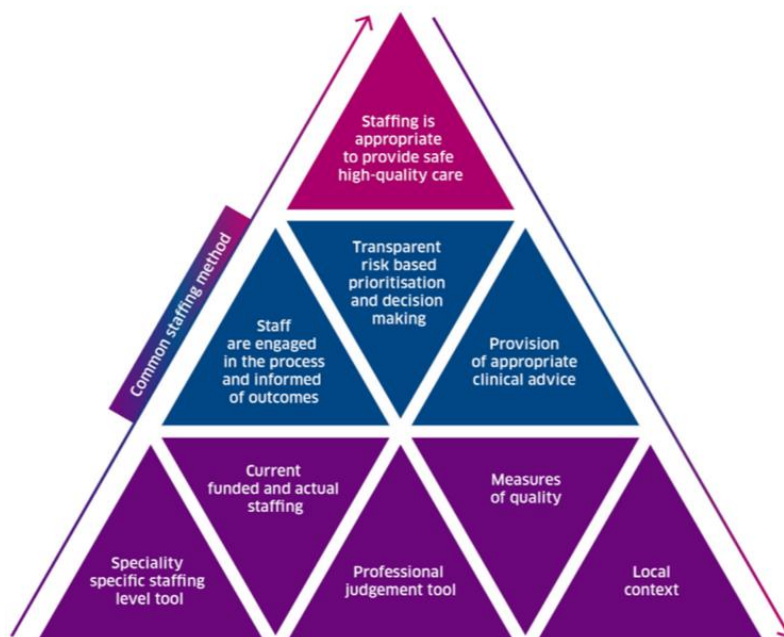 Staffing is
appropriate
to provide safe
high-quality care
Common staffing method
Transparent
risk based
prioritisation
and decision
making
Staff
are engaged
in the process
and informed
of outcomes
Provision
of appropriate
clinical advice
Current
funded and actual
staffing
Measures
of quality
Speciality
specific staffing
level tool
Professional
judgement tool
Local
context